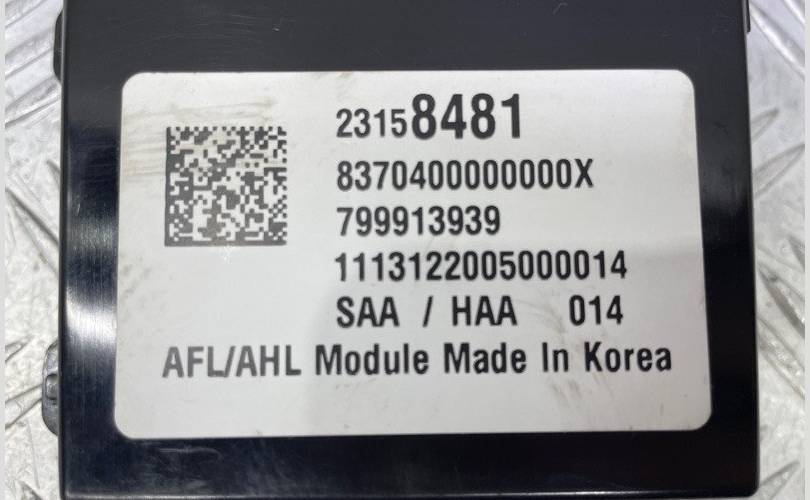 23158481
8370400000000X
799913939
1113122005000014
SAA / HAA 014
AFL/AHL Module Made In Korea